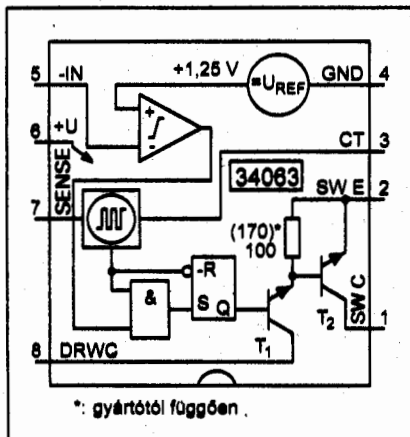 5 -IN
+1,25 V
=UREF
GND 4
6 +U
+
-
CT 3
34063
SENSE
7
SW E 2
(170)*
100
-R
&
S Q
T1
T2
SW C
1
8 DRWC
*: gyártótól függően